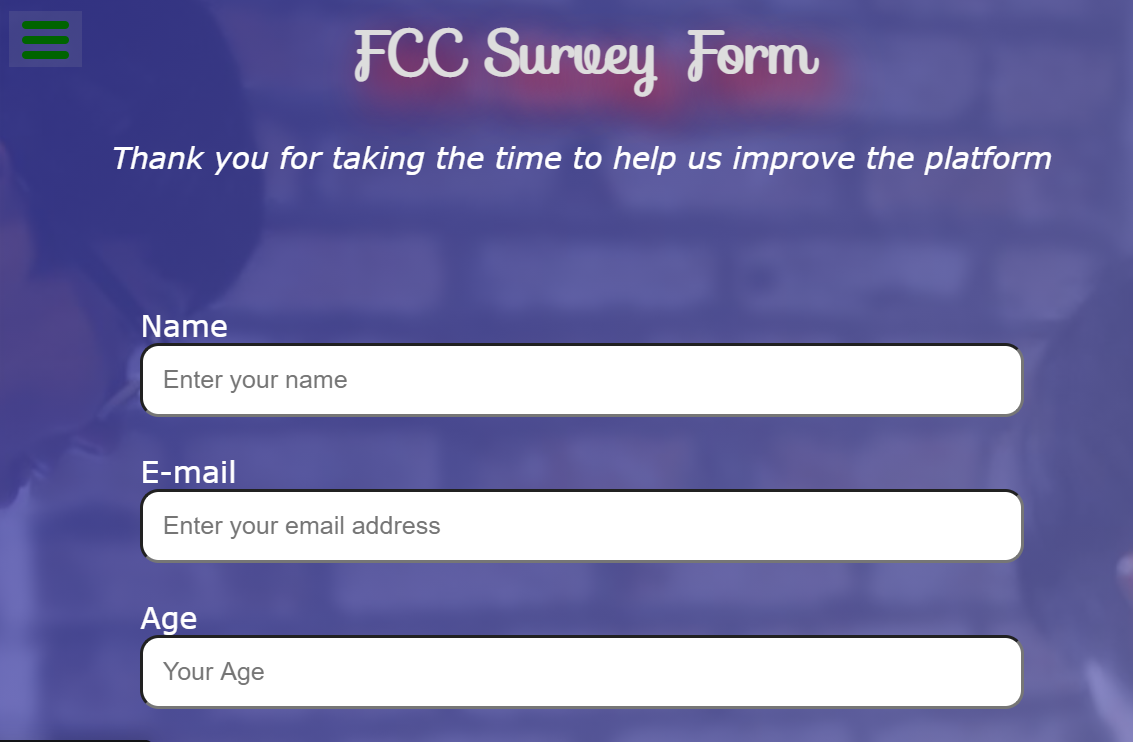 FCC Survey Form
Thank you for taking the time to help us improve the platform
Name
Enter your name
E-mail
Enter your email address
Age
Your Age